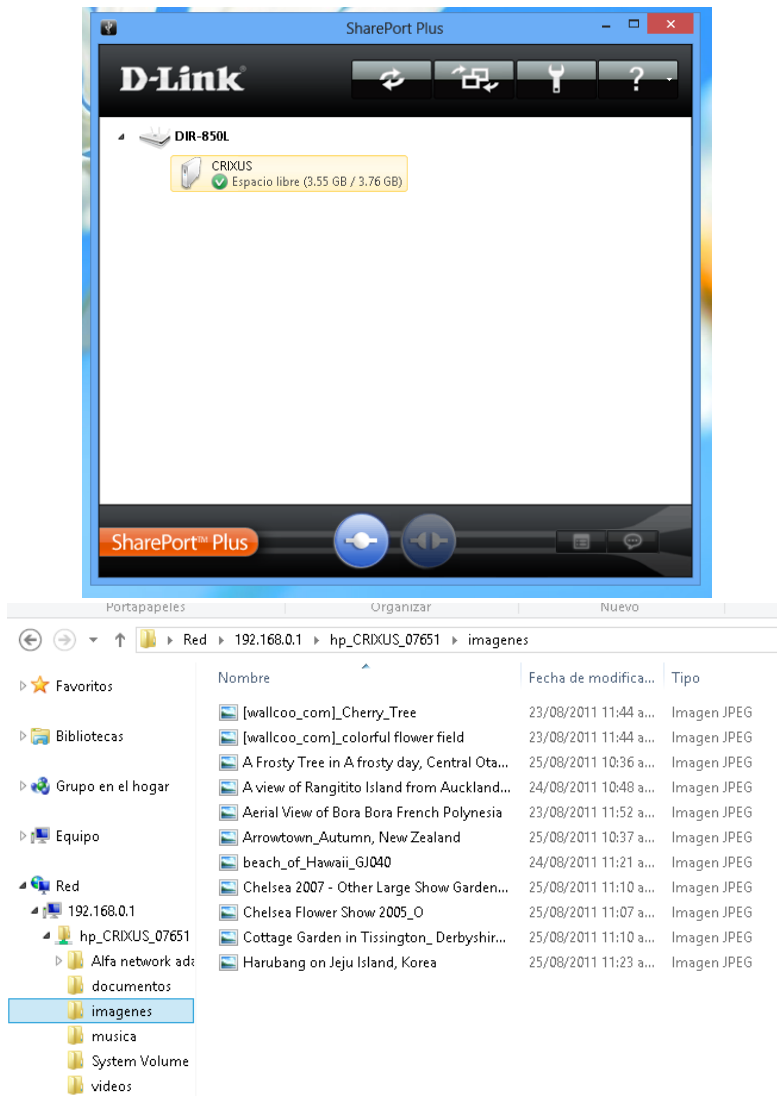 SharePort Plus
D-Link
?
DIR-850L
CRIXUS
Espacio libre (3.55 GB / 3.76 GB)
SharePort™ Plus
Portapapeles Organizar Nuevo
Red 192.168.0.1 hp_CRIXUS_07651 imagenes
Nombre Fecha de modifica... Tipo
Favoritos
Bibliotecas
Grupo en el hogar
Equipo
Red
192.168.0.1
hp_CRIXUS_07651
Alfa network ada
documentos
imagenes
musica
System Volume
videos
[wallcoo_com]_Cherry_Tree 23/08/2011 11:44 a... Imagen JPEG
[wallcoo_com]_colorful flower field 23/08/2011 11:44 a... Imagen JPEG
A Frosty Tree in A frosty day, Central Ota... 25/08/2011 10:36 a... Imagen JPEG
A view of Rangitito Island from Auckland... 24/08/2011 10:48 a... Imagen JPEG
Aerial View of Bora Bora French Polynesia 23/08/2011 11:52 a... Imagen JPEG
Arrowtown_Autumn, New Zealand 25/08/2011 10:37 a... Imagen JPEG
beach_of_Hawaii_GJ040 24/08/2011 11:21 a... Imagen JPEG
Chelsea 2007 - Other Large Show Garden... 25/08/2011 11:10 a... Imagen JPEG
Chelsea Flower Show 2005_O 25/08/2011 11:07 a... Imagen JPEG
Cottage Garden in Tissington_ Derbyshir... 25/08/2011 11:10 a... Imagen JPEG
Harubang on Jeju Island, Korea 25/08/2011 11:23 a... Imagen JPEG